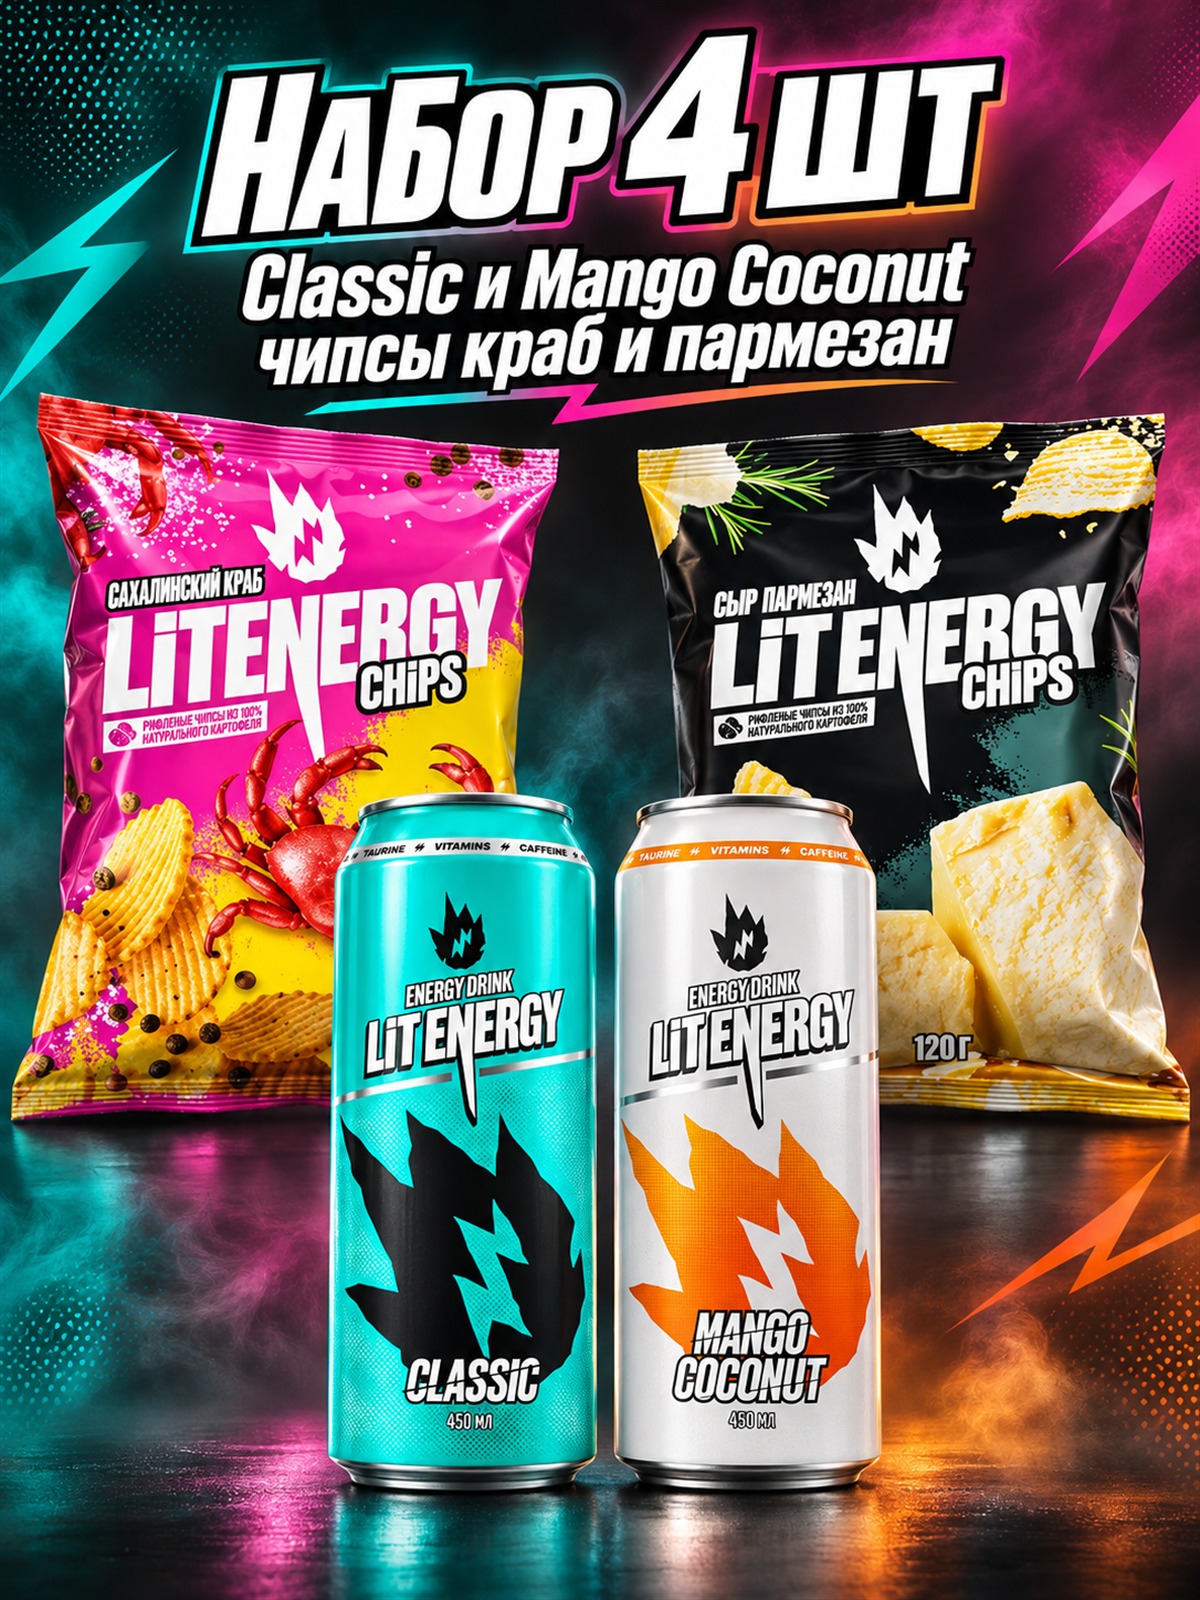 Набор 4 шт
Classic и Mango Coconut
чипсы краб и пармезан
САХАЛИНСКИЙ КРАБ
LiTENERGY
CHiPS
РИФЛЕНЫЕ ЧИПСЫ ИЗ 100%
НАТУРАЛЬНОГО КАРТОФЕЛЯ
СЫР ПАРМЕЗАН
LiTENERGY
CHiPS
РИФЛЕНЫЕ ЧИПСЫ ИЗ 100%
НАТУРАЛЬНОГО КАРТОФЕЛЯ
120 Г
TAURINE VITAMINS CAFFEINE
ENERGY DRINK
LiT ENERGY
CLASSIC
450 МЛ
TAURINE VITAMINS CAFFEINE
ENERGY DRINK
LiT ENERGY
MANGO
COCONUT
450 МЛ